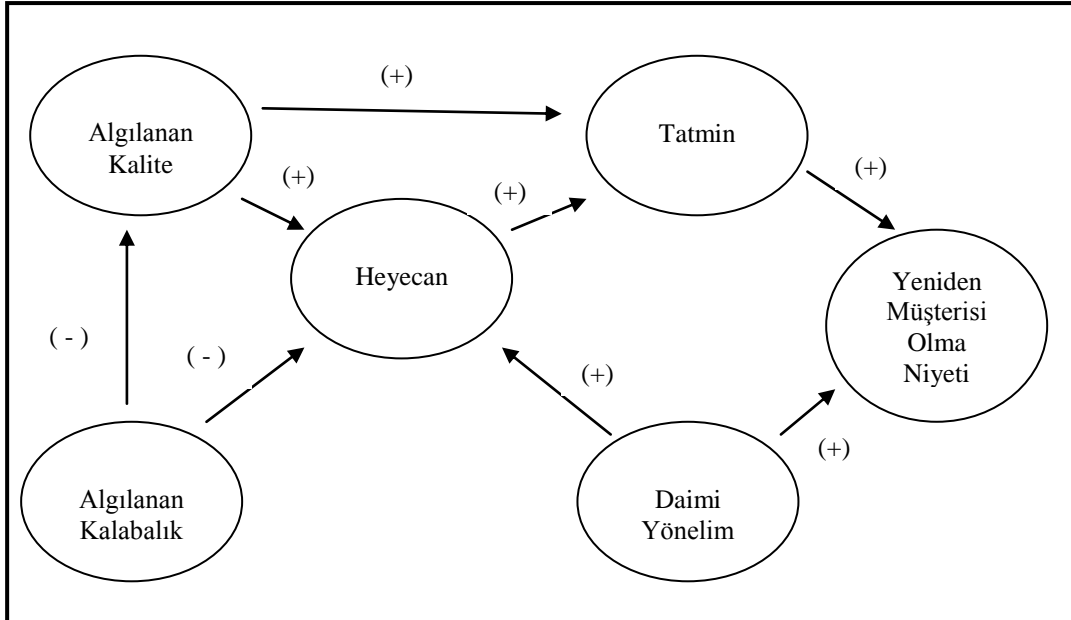 (+)
Algılanan
Kalite
Tatmin
(+)
(+)
(+)
Heyecan
Yeniden
Müşterisi
Olma
Niyeti
( - )
( - )
(+)
(+)
Algılanan
Kalabalık
Daimi
Yönelim